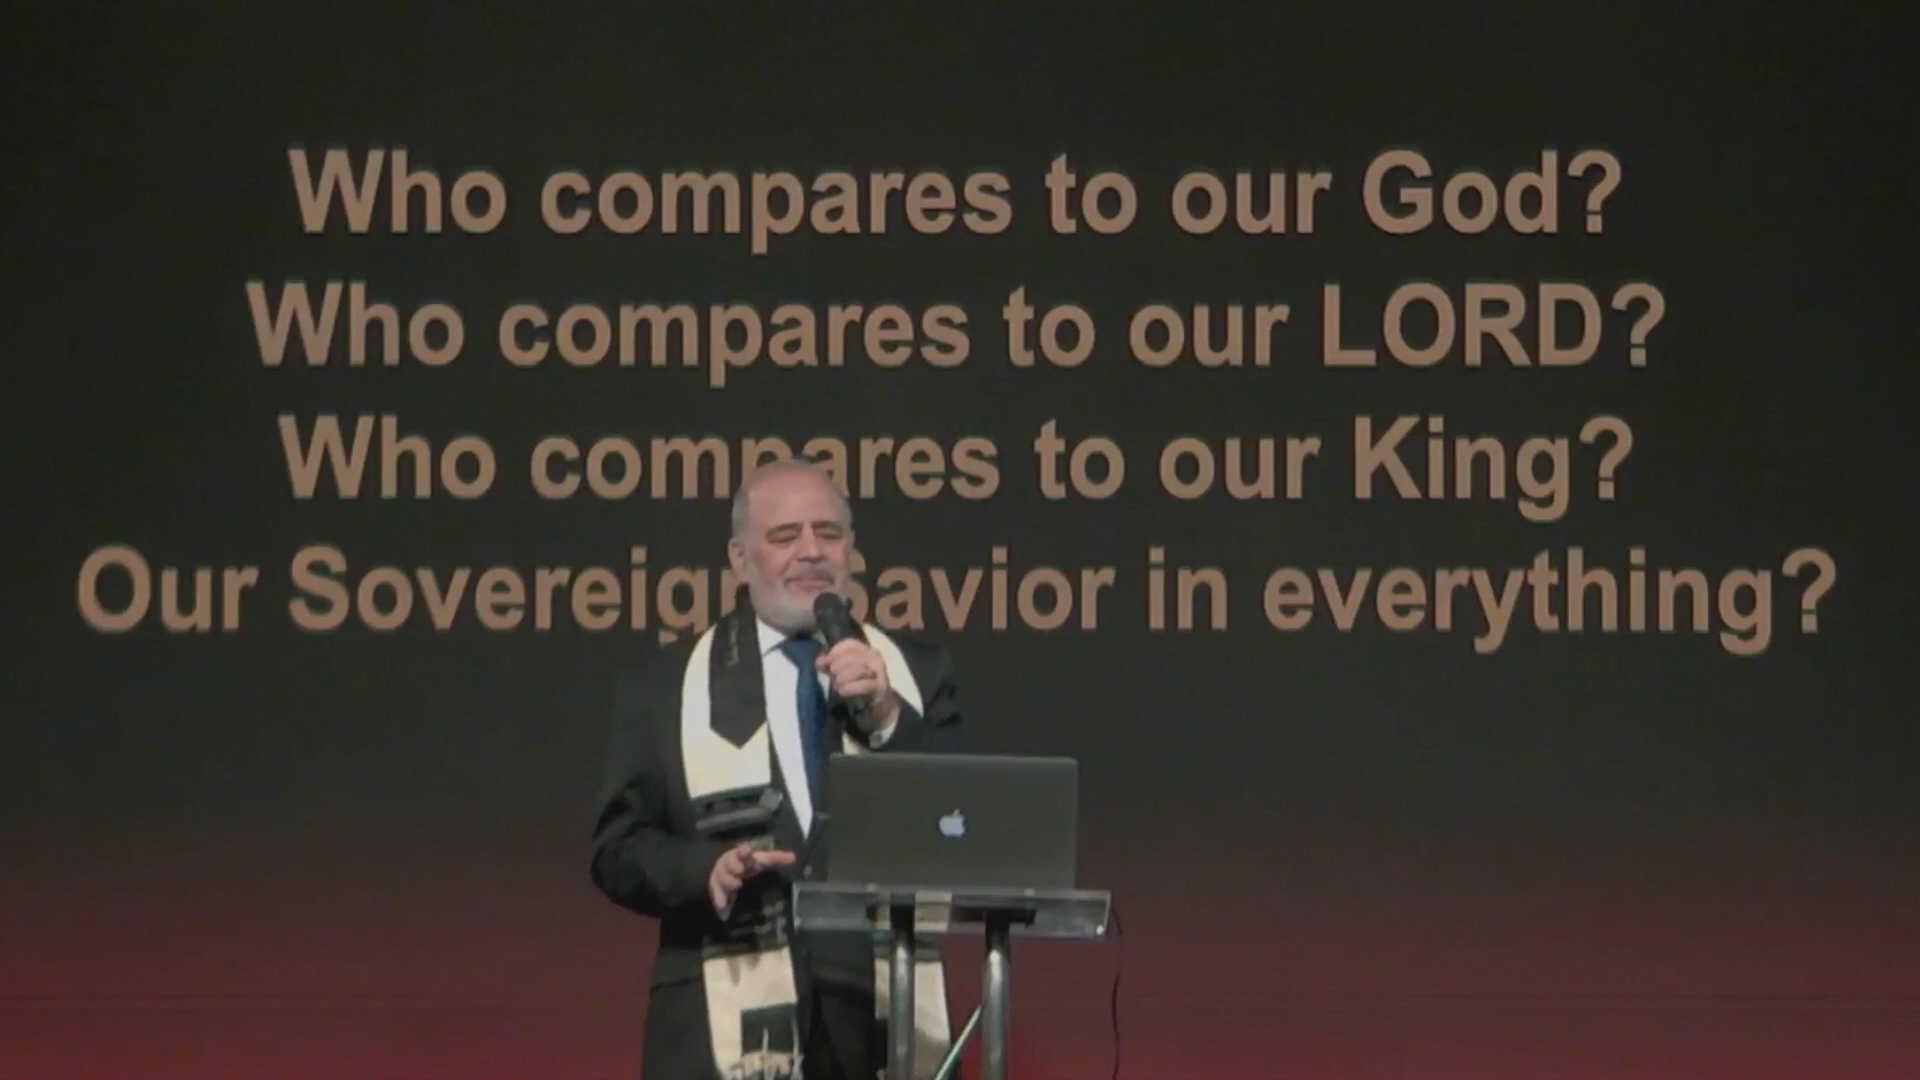 Who compares to our God?
Who compares to our LORD?
Who compares to our King?
Our Sovereign Savior in everything?